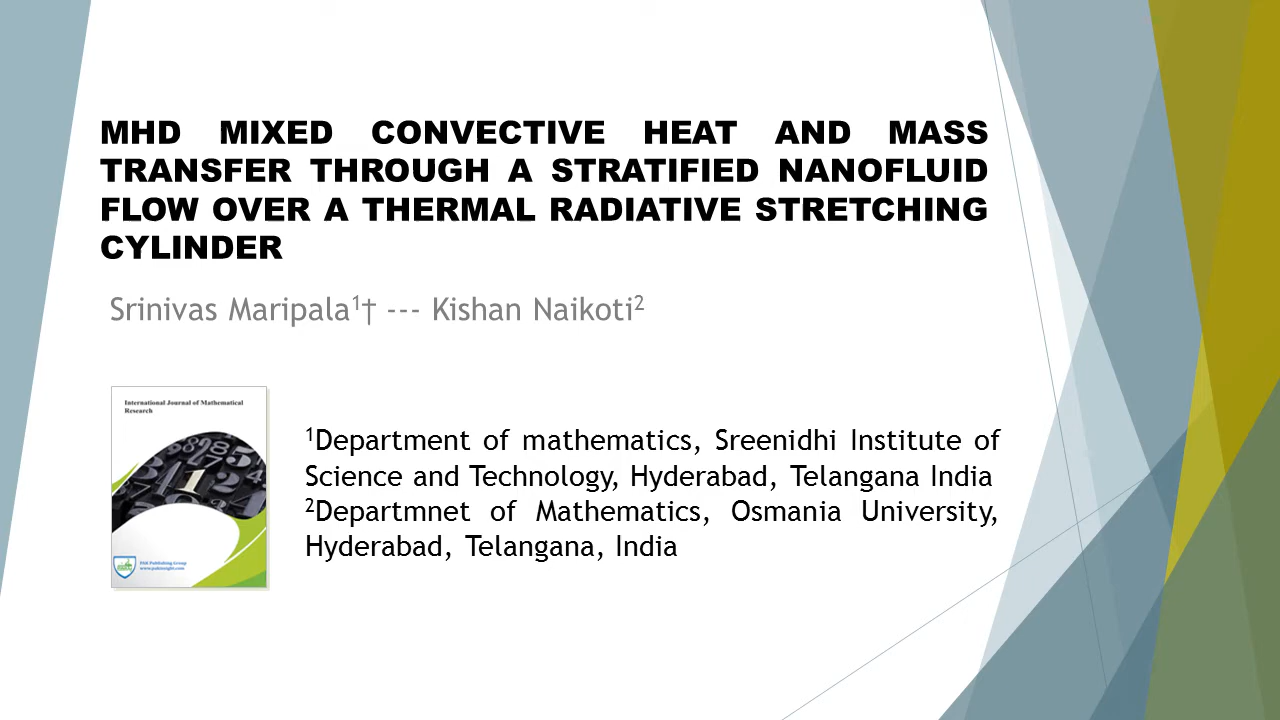 MHD MIXED CONVECTIVE HEAT AND MASS
TRANSFER THROUGH A STRATIFIED NANOFLUID
FLOW OVER A THERMAL RADIATIVE STRETCHING
CYLINDER
Srinivas Maripala¹† --- Kishan Naikoti²
International Journal of Mathematical
Research
¹Department of mathematics, Sreenidhi Institute of
Science and Technology, Hyderabad, Telangana India
²Departmnet of Mathematics, Osmania University,
Hyderabad, Telangana, India
Publishing Group